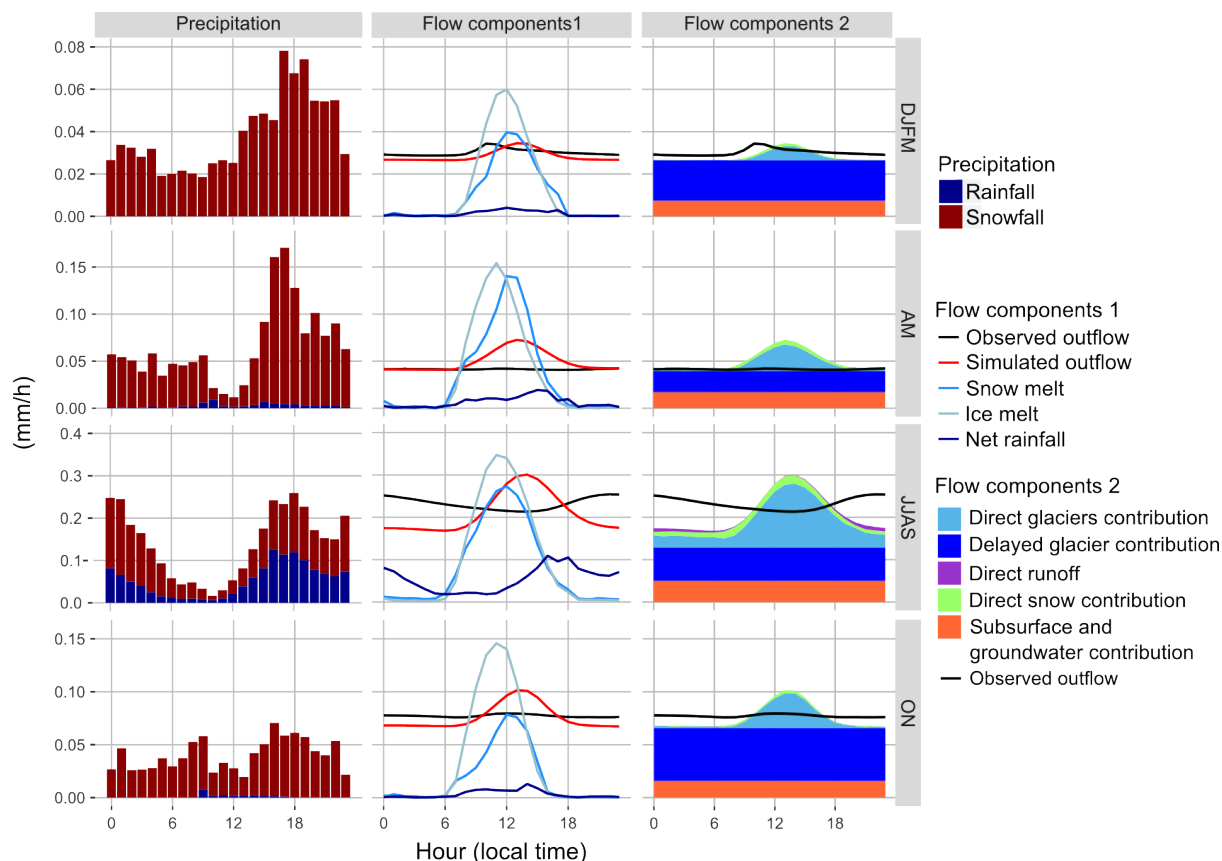 Precipitation
Flow components1
Flow components 2
0.08
0.06
0.04
0.02
0.00
DJFM
0.15
0.10
0.05
0.00
AM
0.4
0.3
0.2
0.1
0.0
JJAS
0.15
0.10
0.05
0.00
ON
(mm/h)
0 6 12 18
0 6 12 18
0 6 12 18
Hour (local time)
Precipitation
Rainfall
Snowfall
Flow components 1
Observed outflow
Simulated outflow
Snow melt
Ice melt
Net rainfall
Flow components 2
Direct glaciers contribution
Delayed glacier contribution
Direct runoff
Direct snow contribution
Subsurface and
groundwater contribution
Observed outflow